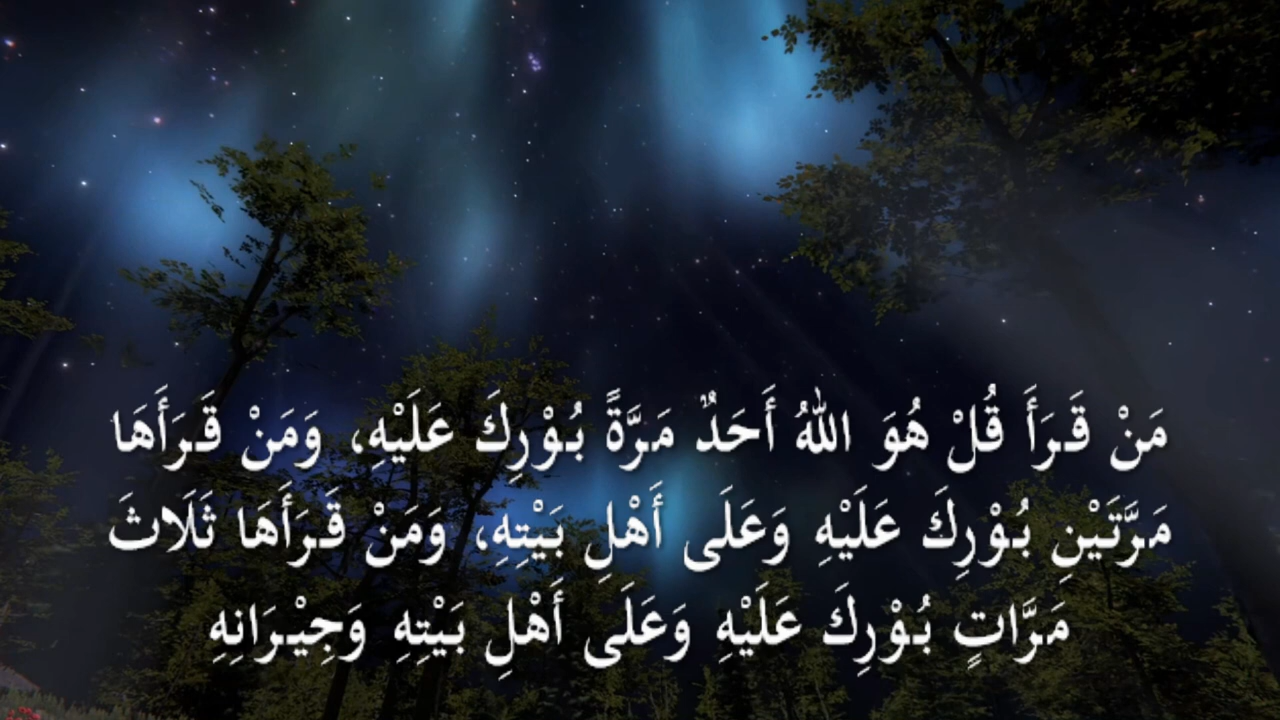 مَنْ قَرَأَ قُلْ هُوَ اللهُ أَحَدٌ مَرَّةً بُوْرِكَ عَلَيْهِ، وَمَنْ قَرَأَهَا
مَرَّتَيْنِ بُوْرِكَ عَلَيْهِ وَعَلَى أَهْلِ بَيْتِهِ، وَمَنْ قَرَأَهَا ثَلَاثَ
مَرَّاتٍ بُوْرِكَ عَلَيْهِ وَعَلَى أَهْلِ بَيْتِهِ وَجِيْرَانِهِ